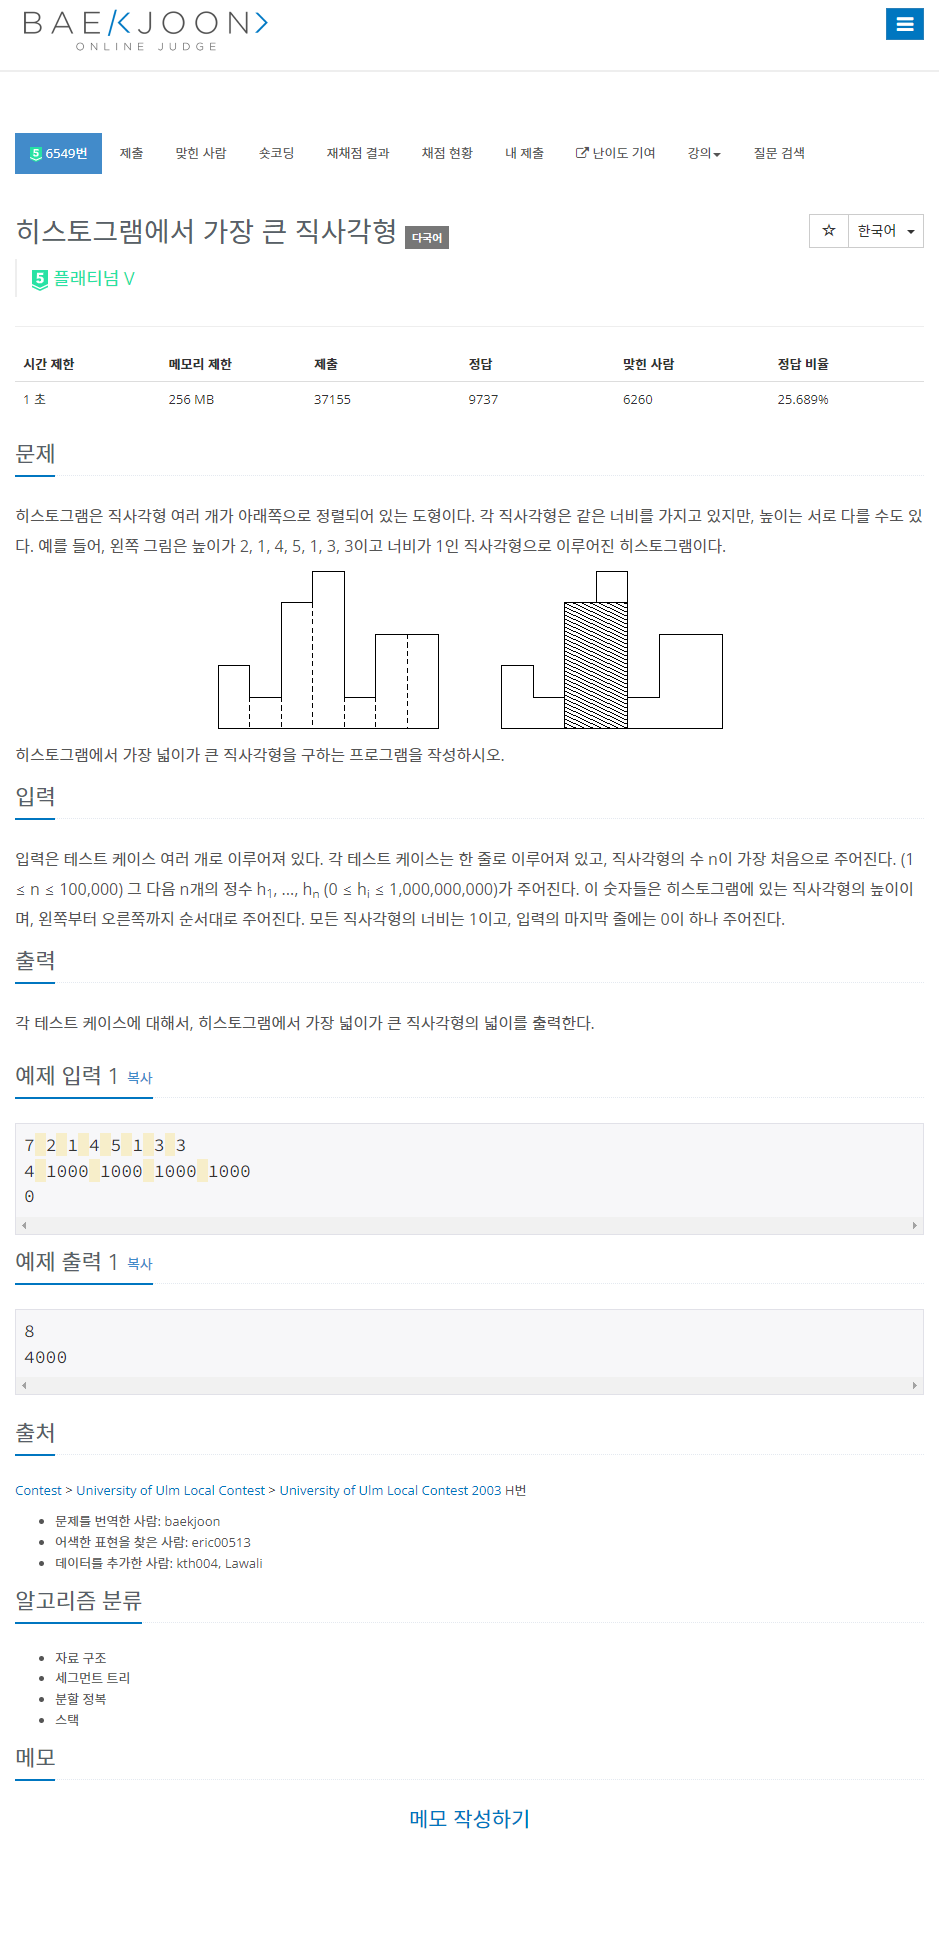 BAEKJOON>
ONLINE JUDGE
5 6549번 제출 맞힌 사람 숏코딩 재채점 결과 채점 현황 내 제출 난이도 기여 강의 질문 검색
히스토그램에서 가장 큰 직사각형 다국어 ☆ 한국어
5 플래티넘 V
시간 제한 메모리 제한 제출 정답 맞힌 사람 정답 비율
1 초 256 MB 37155 9737 6260 25.689%
문제
히스토그램은 직사각형 여러 개가 아래쪽으로 정렬되어 있는 도형이다. 각 직사각형은 같은 너비를 가지고 있지만, 높이는 서로 다를 수도 있
다. 예를 들어, 왼쪽 그림은 높이가 2, 1, 4, 5, 1, 3, 3이고 너비가 1인 직사각형으로 이루어진 히스토그램이다.
히스토그램에서 가장 넓이가 큰 직사각형을 구하는 프로그램을 작성하시오.
입력
입력은 테스트 케이스 여러 개로 이루어져 있다. 각 테스트 케이스는 한 줄로 이루어져 있고, 직사각형의 수 n이 가장 처음으로 주어진다. (1
≤ n ≤ 100,000) 그 다음 n개의 정수 h1, ..., hn (0 ≤ hi ≤ 1,000,000,000)가 주어진다. 이 숫자들은 히스토그램에 있는 직사각형의 높이이
며, 왼쪽부터 오른쪽까지 순서대로 주어진다. 모든 직사각형의 너비는 1이고, 입력의 마지막 줄에는 0이 하나 주어진다.
출력
각 테스트 케이스에 대해서, 히스토그램에서 가장 넓이가 큰 직사각형의 넓이를 출력한다.
예제 입력 1 복사
7 2 1 4 5 1 3 3
4 1000 1000 1000 1000
0
예제 출력 1 복사
8
4000
출처
Contest > University of Ulm Local Contest > University of Ulm Local Contest 2003 H번
문제를 번역한 사람: baekjoon
어색한 표현을 찾은 사람: eric00513
데이터를 추가한 사람: kth004, Lawali
알고리즘 분류
자료 구조
세그먼트 트리
분할 정복
스택
메모
메모 작성하기